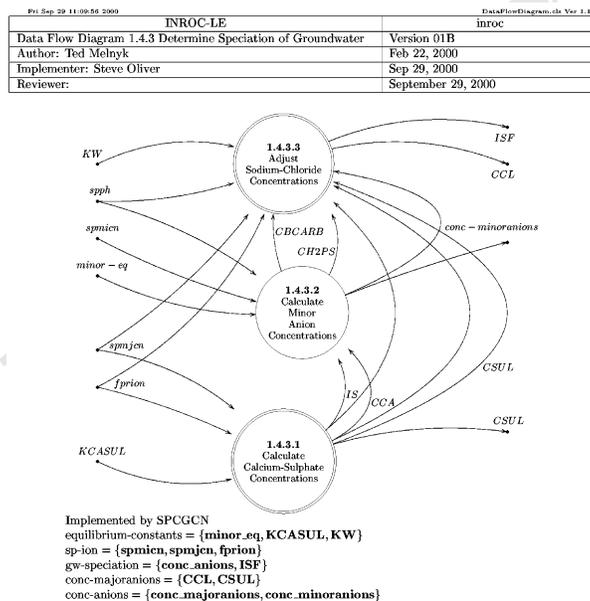 Fri Sep 29 11:09:56 2000 DataFlowDiagram.cls Ver 1.1
INROC-LE inroc
Data Flow Diagram 1.4.3 Determine Speciation of Groundwater Version 01B
Author: Ted Melnyk Feb 22, 2000
Implementer: Steve Oliver Sep 29, 2000
Reviewer: September 29, 2000
ISF
KW
1.4.3.3
Adjust
Sodium-Chloride
Concentrations
CCL
spph
spmicn
CBCARB
conc−minoranions
CH2PS
minor−eq
1.4.3.2
Calculate
Minor
Anion
Concentrations
spmjcn
fprion
CSUL
IS
CCA
CSUL
KCASUL
1.4.3.1
Calculate
Calcium-Sulphate
Concentrations
Implemented by SPCGCN
equilibrium-constants = {minor_eq, KCASUL, KW}
sp-ion = {spmicn, spmjcn, fprion}
gw-speciation = {conc_anions, ISF}
conc-majoranions = {CCL, CSUL}
conc-anions = {conc_majoranions, conc_minoranions}